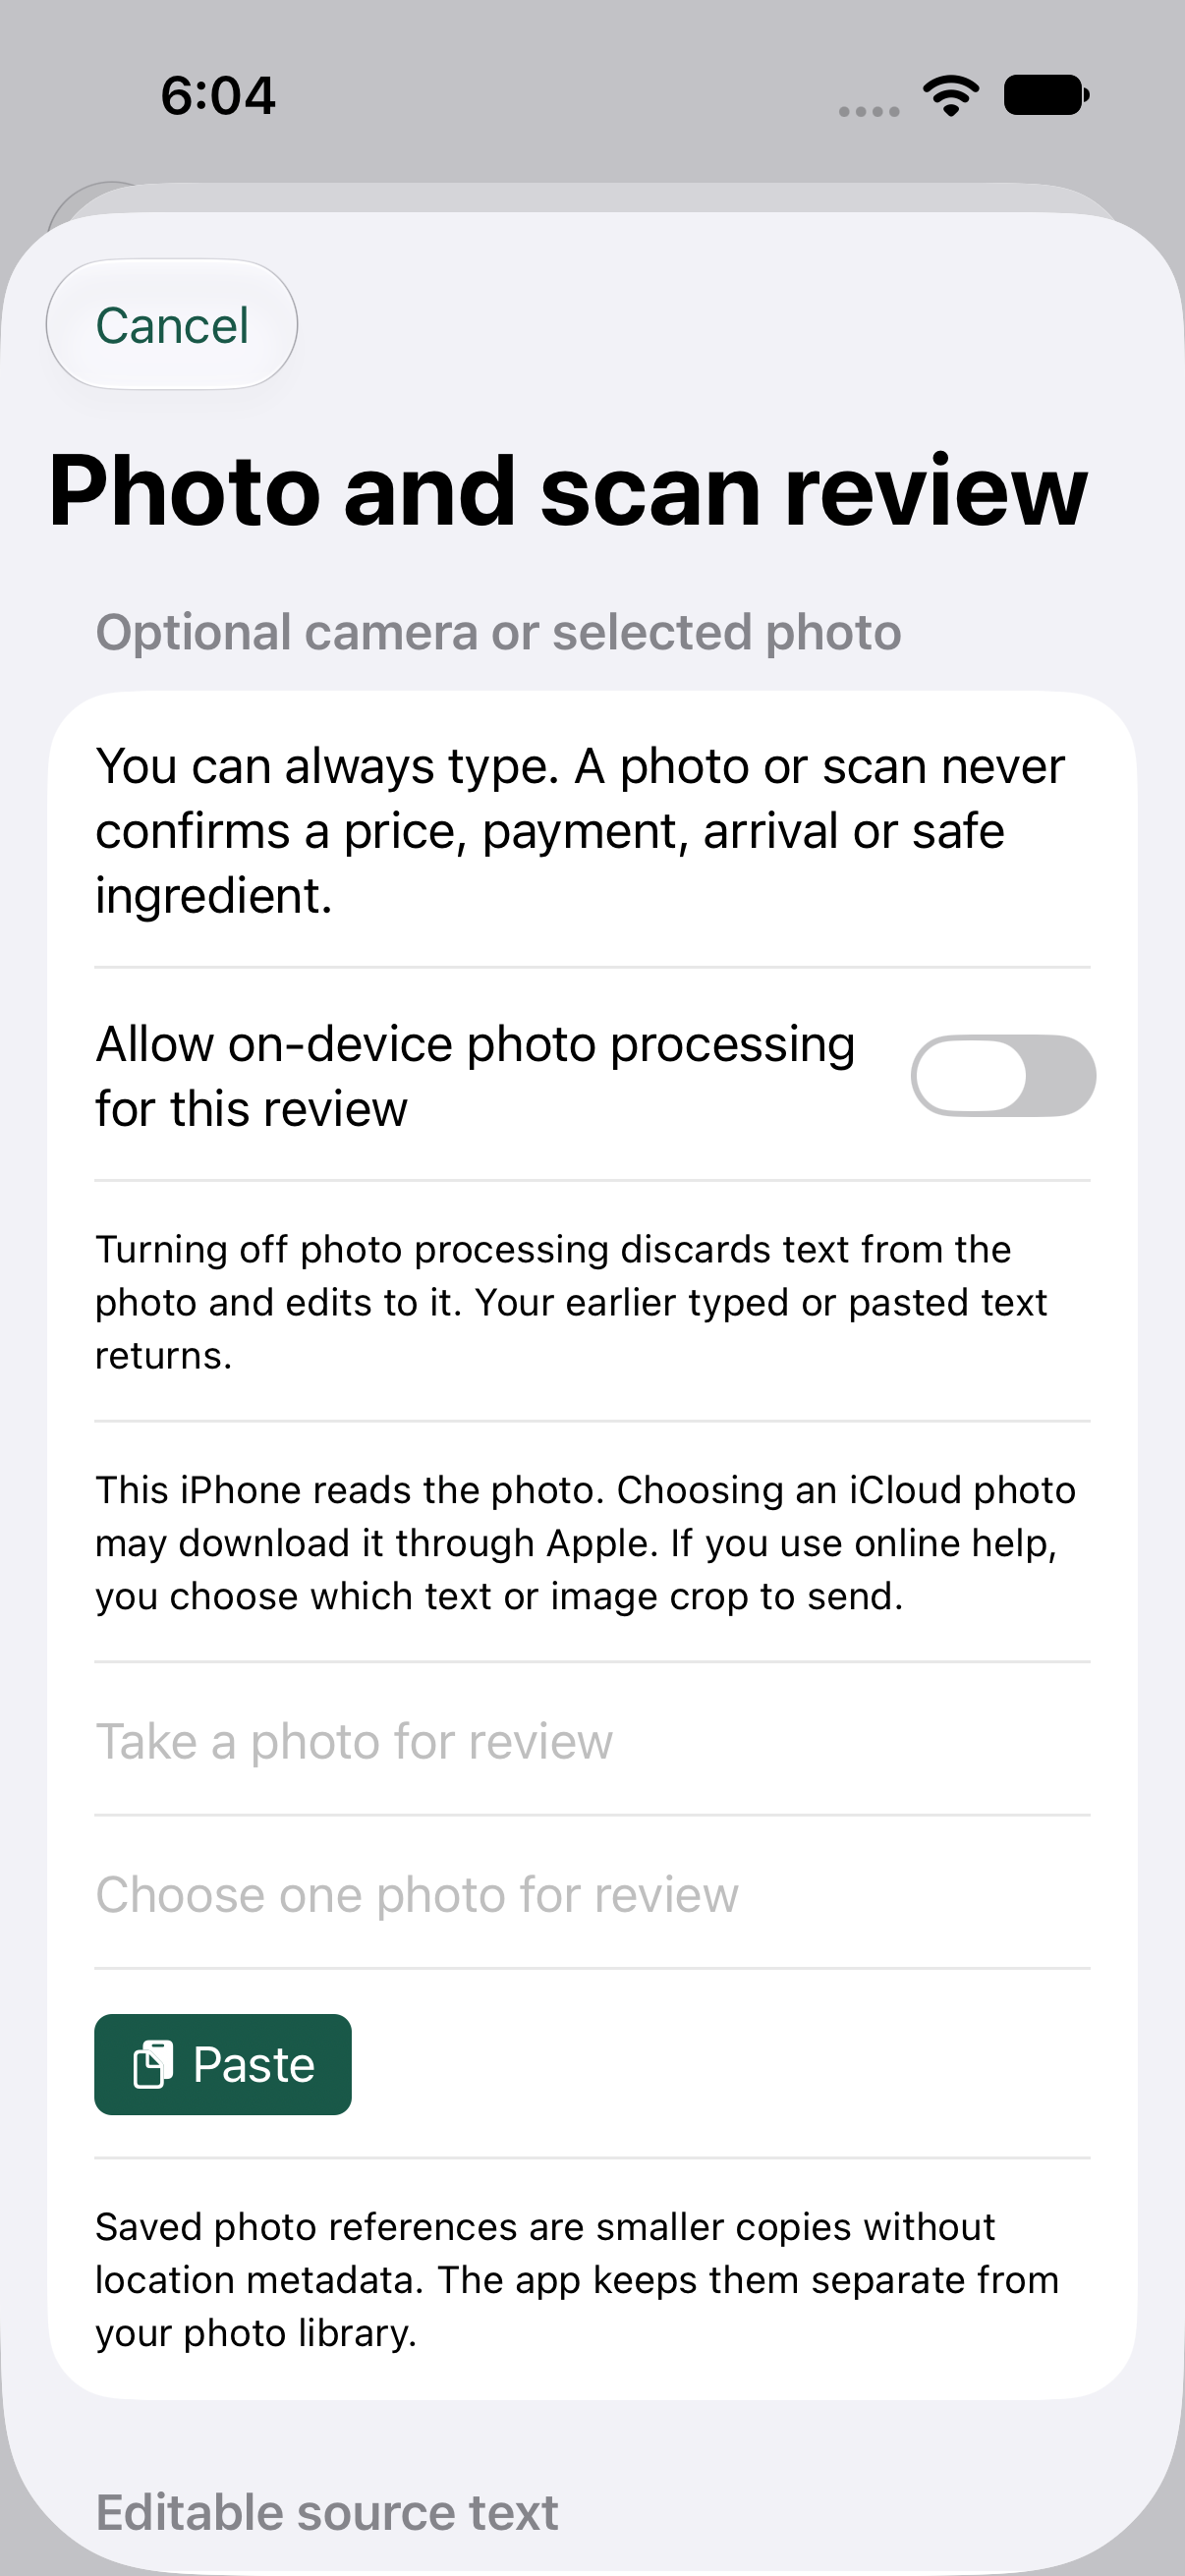 6:04
Cancel
Photo and scan review
Optional camera or selected photo
You can always type. A photo or scan never
confirms a price, payment, arrival or safe
ingredient.
Allow on-device photo processing
for this review
Turning off photo processing discards text from the
photo and edits to it. Your earlier typed or pasted text
returns.
This iPhone reads the photo. Choosing an iCloud photo
may download it through Apple. If you use online help,
you choose which text or image crop to send.
Take a photo for review
Choose one photo for review
Paste
Saved photo references are smaller copies without
location metadata. The app keeps them separate from
your photo library.
Editable source text